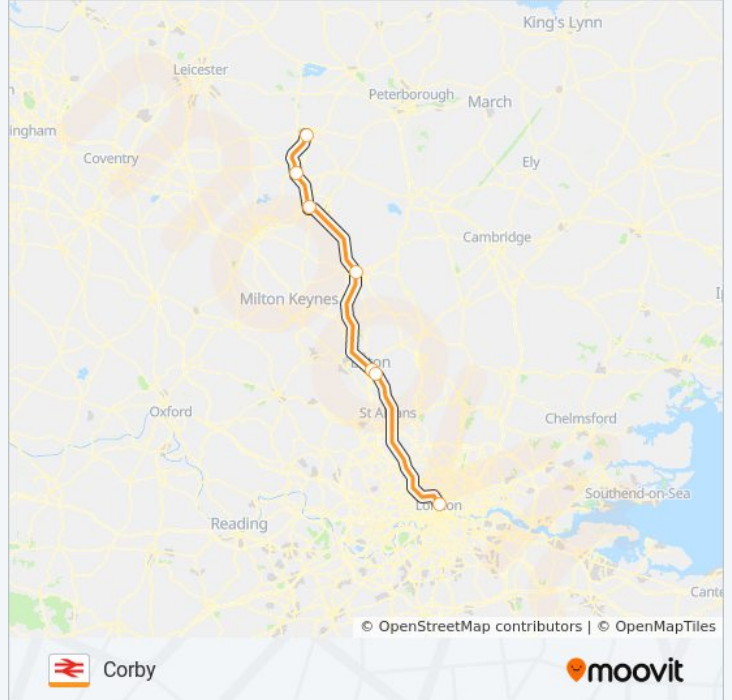 King's Lynn
Leicester
Peterborough
March
ingham
Coventry
Ely
Cambridge
Milton Keynes
Oxford
St Albans
Chelmsford
London
Southend-on-Sea
Reading
Cante
© OpenStreetMap contributors | © OpenMapTiles
Corby
moovit